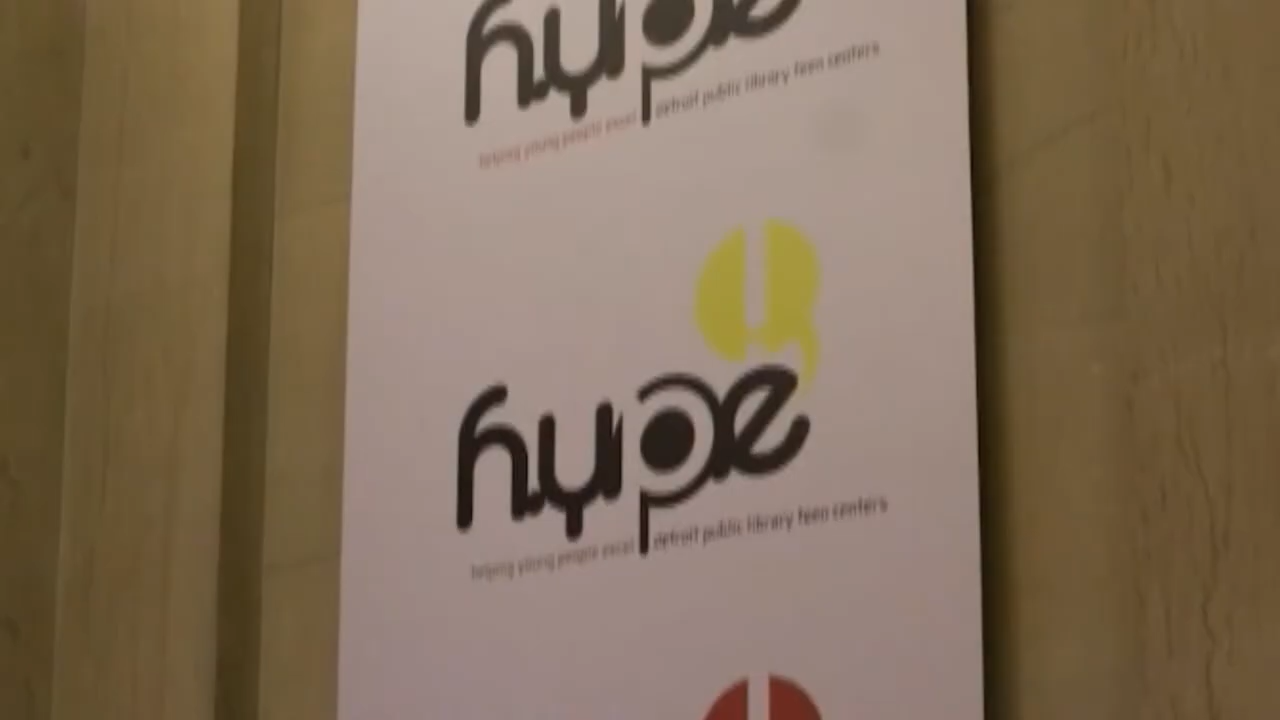 hype
helping young people excel detroit public library teen centers
hype
helping young people excel detroit public library teen centers